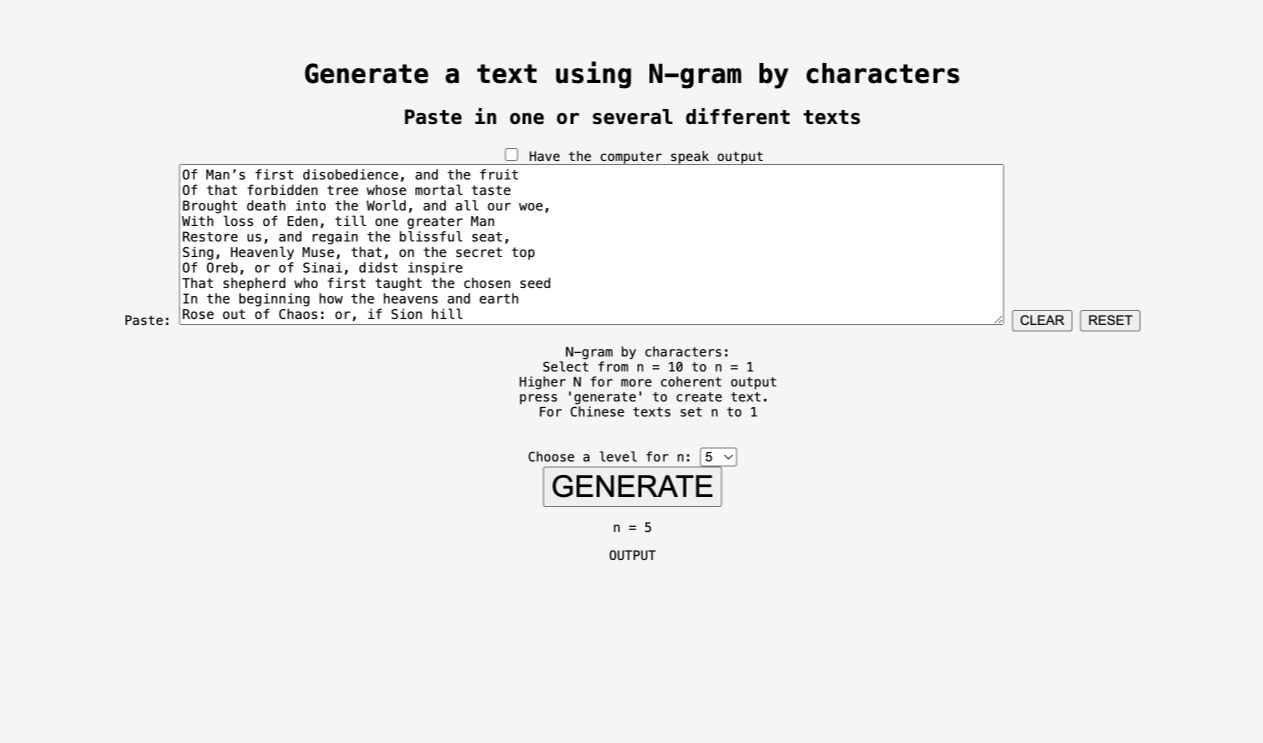 Generate a text using N-gram by characters
Paste in one or several different texts
Have the computer speak output
Of Man’s first disobedience, and the fruit
Of that forbidden tree whose mortal taste
Brought death into the World, and all our woe,
With loss of Eden, till one greater Man
Restore us, and regain the blissful seat,
Sing, Heavenly Muse, that, on the secret top
Of Oreb, or of Sinai, didst inspire
That shepherd who first taught the chosen seed
In the beginning how the heavens and earth
Rose out of Chaos: or, if Sion hill
Paste: CLEAR RESET
N-gram by characters:
Select from n = 10 to n = 1
Higher N for more coherent output
press 'generate' to create text.
For Chinese texts set n to 1
Choose a level for n: 5
GENERATE
n = 5
OUTPUT